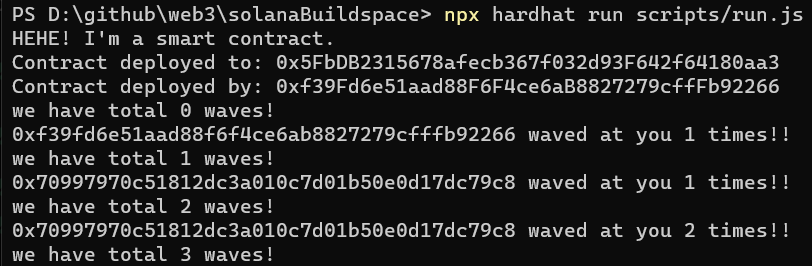 PS D:\github\web3\solanaBuildspace> npx hardhat run scripts/run.js
HEHE! I'm a smart contract.
Contract deployed to: 0x5FbDB2315678afecb367f032d93F642f64180aa3
Contract deployed by: 0xf39Fd6e51aad88F6F4ce6aB8827279cffFb92266
we have total 0 waves!
0xf39fd6e51aad88f6f4ce6ab8827279cfffb92266 waved at you 1 times!!
we have total 1 waves!
0x70997970c51812dc3a010c7d01b50e0d17dc79c8 waved at you 1 times!!
we have total 2 waves!
0x70997970c51812dc3a010c7d01b50e0d17dc79c8 waved at you 2 times!!
we have total 3 waves!